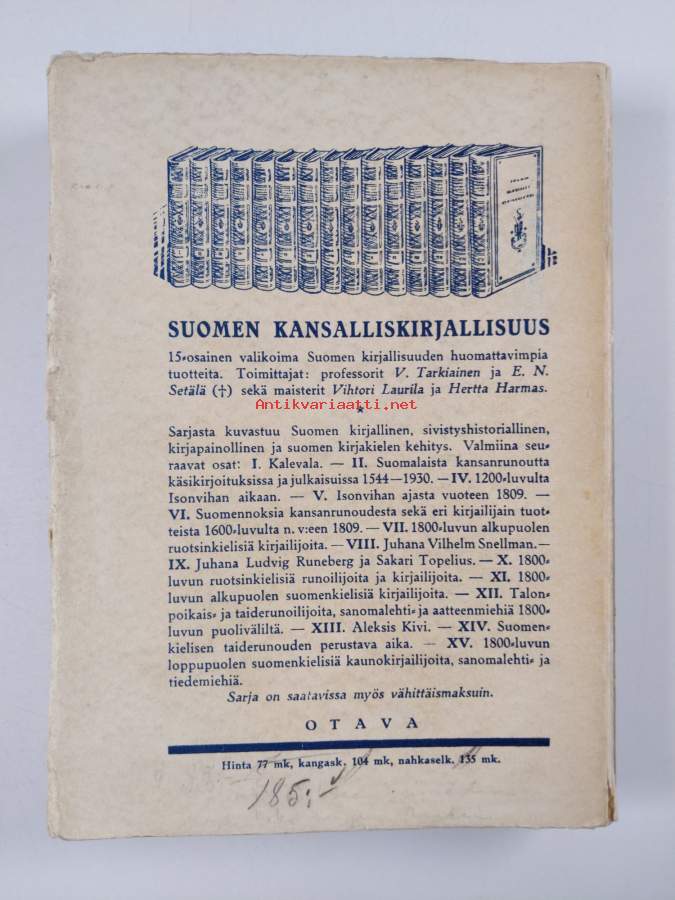 SUOMEN KANSALLISKIRJALLISUUS
15-osainen valikoima Suomen kirjallisuuden huomattavimpia
tuotteita. Toimittajat: professorit V. Tarkiainen ja E. N.
Setälä (†) sekä maisterit Vihtori Laurila ja Hertta Harmas.
Antikvariaatti.net
*
Sarjasta kuvastuu Suomen kirjallinen, sivistyshistoriallinen,
kirjapainollinen ja suomen kirjakielen kehitys. Valmiina seu-
raavat osat: I. Kalevala. — II. Suomalaista kansanrunoutta
käsikirjoituksissa ja julkaisuissa 1544—1930. — IV. 1200-luvulta
Isonvihan aikaan. — V. Isonvihan ajasta vuoteen 1809. —
VI. Suomennoksia kansanrunoudesta sekä eri kirjailijain tuot-
teista 1600-luvulta n. v:een 1809. — VII. 1800-luvun alkupuolen
ruotsinkielisiä kirjailijoita. — VIII. Juhana Vilhelm Snellman. —
IX. Juhana Ludvig Runeberg ja Sakari Topelius. — X. 1800-
luvun ruotsinkielisiä runoilijoita ja kirjailijoita. — XI. 1800-
luvun alkupuolen suomenkielisiä kirjailijoita. — XII. Talon-
poikais- ja taiderunoilijoita, sanomalehti- ja aatteenmiehiä 1800-
luvun puoliväliltä. — XIII. Aleksis Kivi. — XIV. Suomen-
kielisen taiderunouden perustava aika. — XV. 1800-luvun
loppupuolen suomenkielisiä kaunokirjailijoita, sanomalehti- ja
tiedemiehiä.
Sarja on saatavissa myös vähittäismaksuin.
OTAVA
Hinta 77 mk, kangask. 104 mk, nahkaselk. 135 mk.
185:-